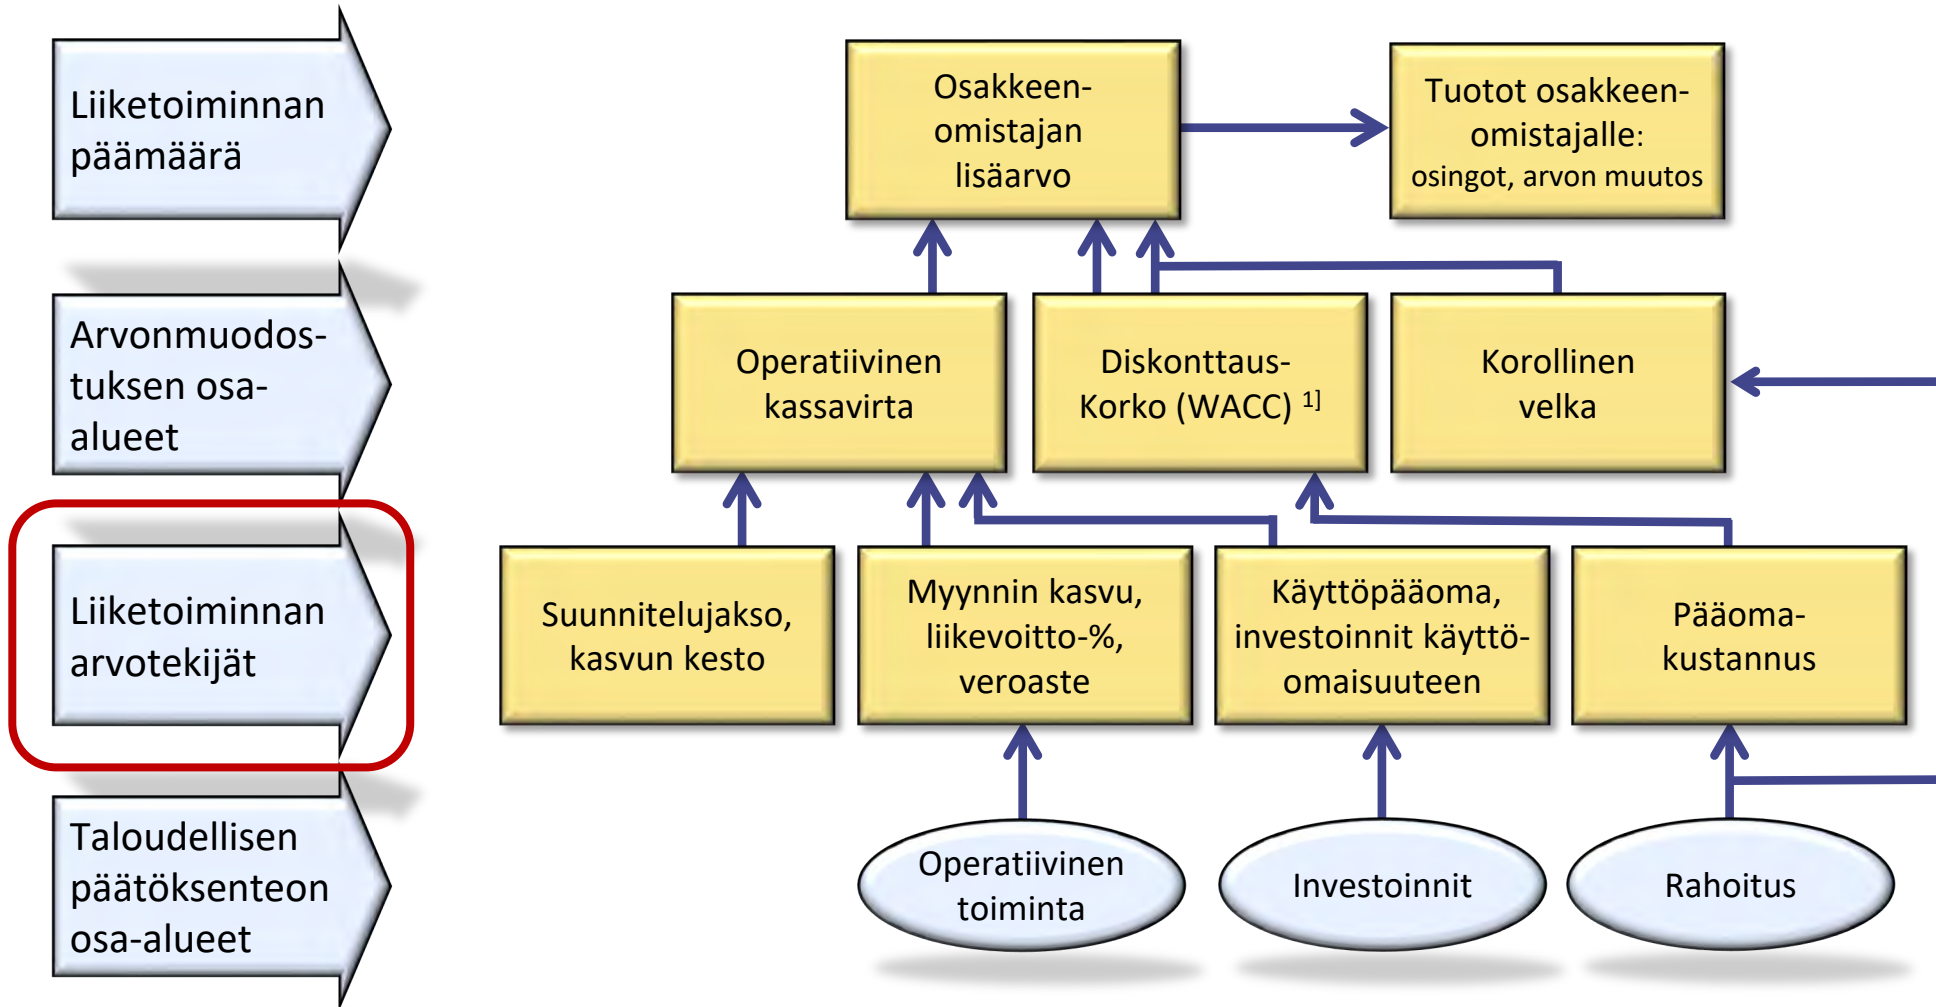 Liiketoiminnan
päämäärä
Osakkeen-
omistajan
lisäarvo
Tuotot osakkeen-
omistajalle:
osingot, arvon muutos
Arvonmuodos-
tuksen osa-
alueet
Operatiivinen
kassavirta
Diskonttaus-
Korko (WACC) 1]
Korollinen
velka
Liiketoiminnan
arvotekijät
Suunnitelujakso,
kasvun kesto
Myynnin kasvu,
liikevoitto-%,
veroaste
Käyttöpääoma,
investoinnit käyttö-
omaisuuteen
Pääoma-
kustannus
Taloudellisen
päätöksenteon
osa-alueet
Operatiivinen
toiminta
Investoinnit
Rahoitus